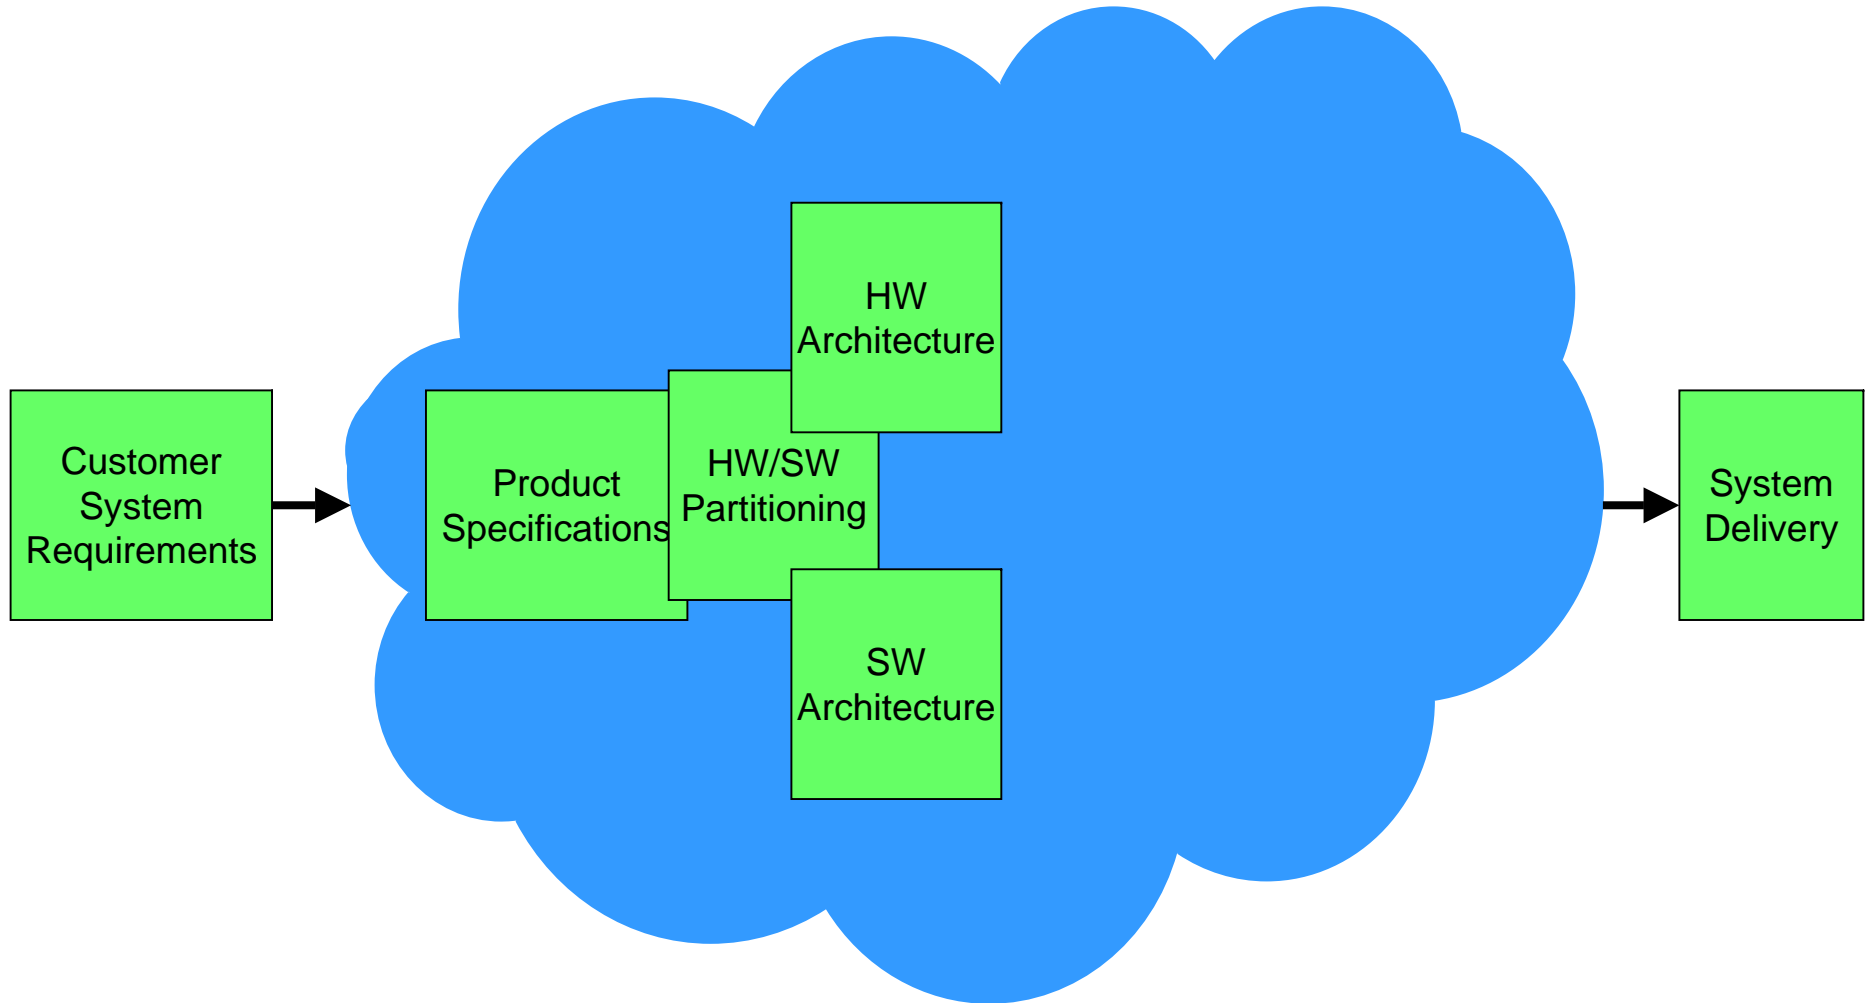 Customer
System
Requirements
Product
Specifications
HW/SW
Partitioning
HW
Architecture
SW
Architecture
System
Delivery